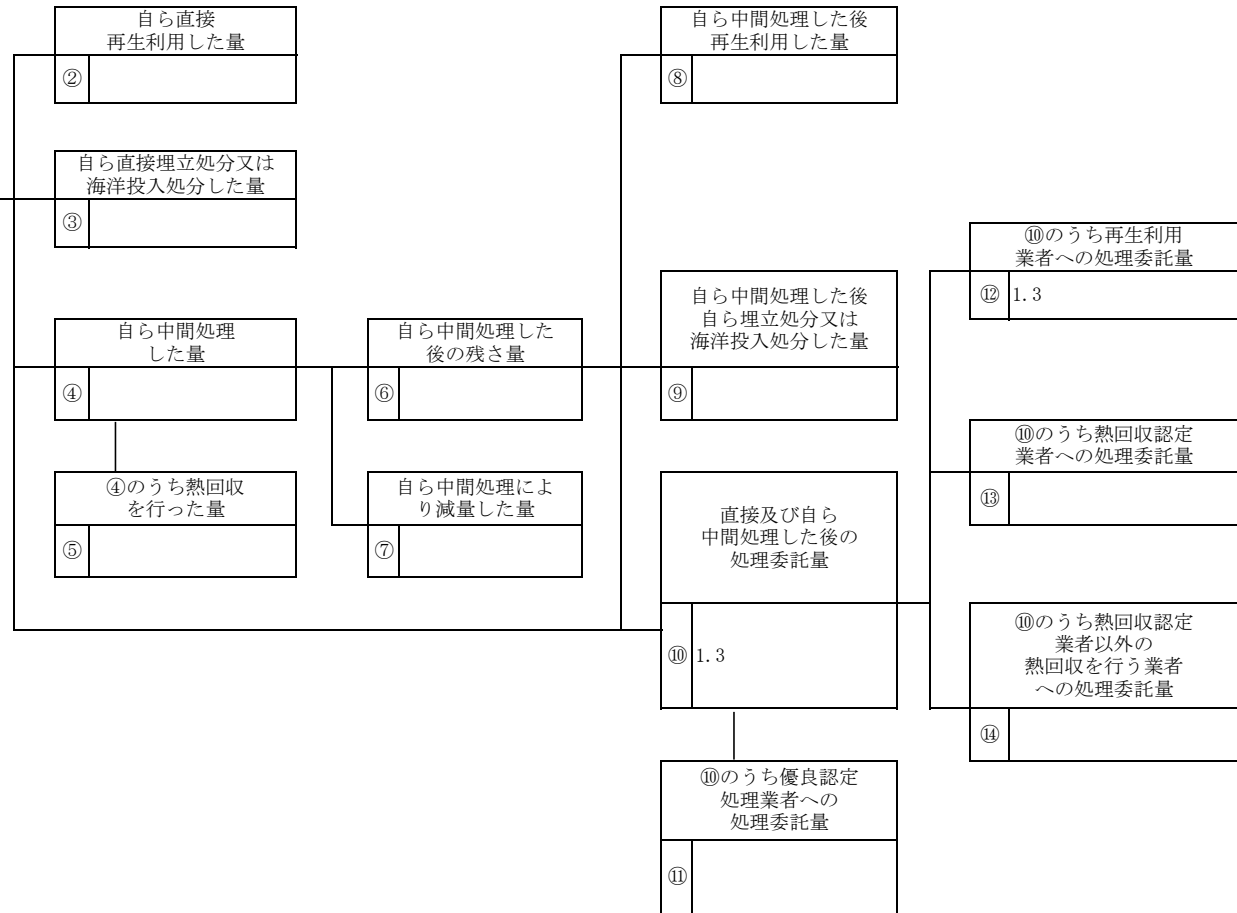 自ら直接
再生利用した量
②
自ら直接埋立処分又は
海洋投入処分した量
③
自ら中間処理
した量
④
④のうち熱回収
を行った量
⑤
自ら中間処理した
後の残さ量
⑥
自ら中間処理によ
り減量した量
⑦
自ら中間処理した後
再生利用した量
⑧
自ら中間処理した後
自ら埋立処分又は
海洋投入処分した量
⑨
直接及び自ら
中間処理した後の
処理委託量
⑩ 1.3
⑩のうち優良認定
処理業者への
処理委託量
⑪
⑩のうち再生利用
業者への処理委託量
⑫ 1.3
⑩のうち熱回収認定
業者への処理委託量
⑬
⑩のうち熱回収認定
業者以外の
熱回収を行う業者
への処理委託量
⑭